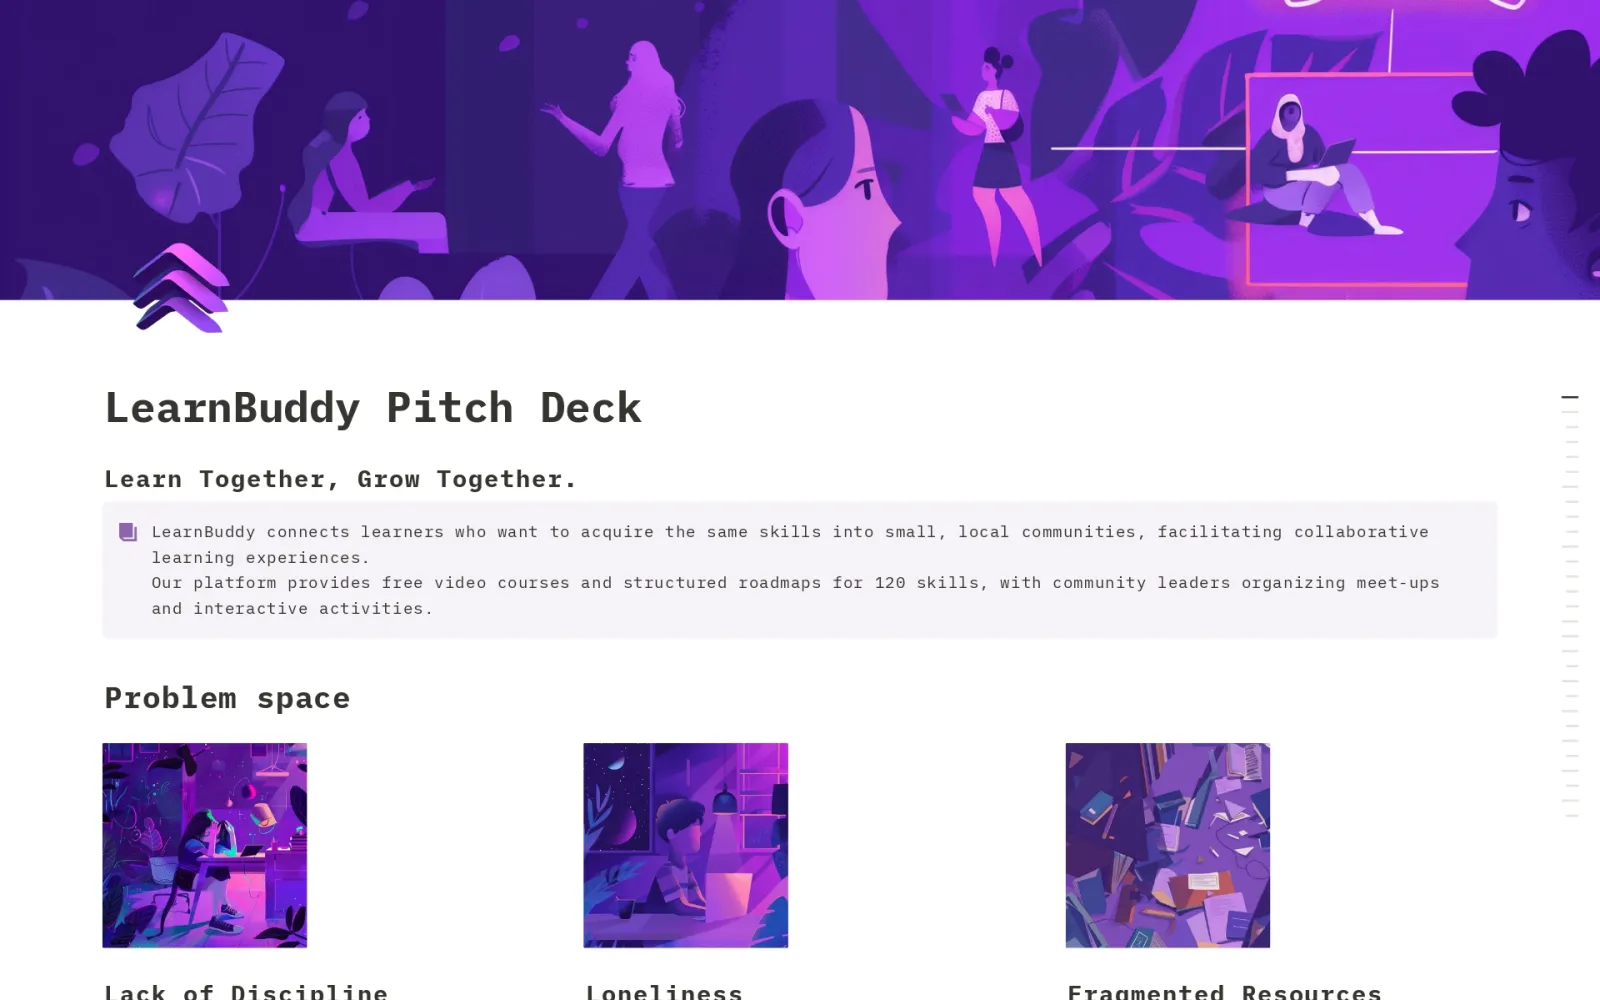 LearnBuddy Pitch Deck
Learn Together, Grow Together.
LearnBuddy connects learners who want to acquire the same skills into small, local communities, facilitating collaborative
learning experiences.
Our platform provides free video courses and structured roadmaps for 120 skills, with community leaders organizing meet-ups
and interactive activities.
Problem space
Lack of Discipline
Loneliness
Fragmented Resources